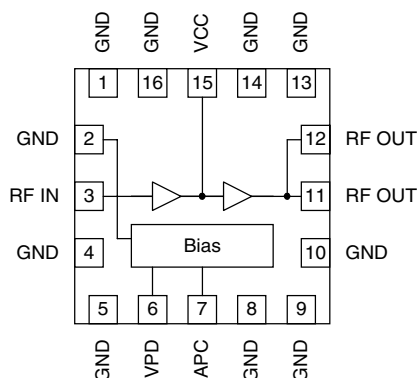 GND GND VCC GND GND
1 16 15 14 13
GND 2 12 RF OUT
RF IN 3 11 RF OUT
GND 4 Bias 10 GND
5 6 7 8 9
GND VPD APC GND GND